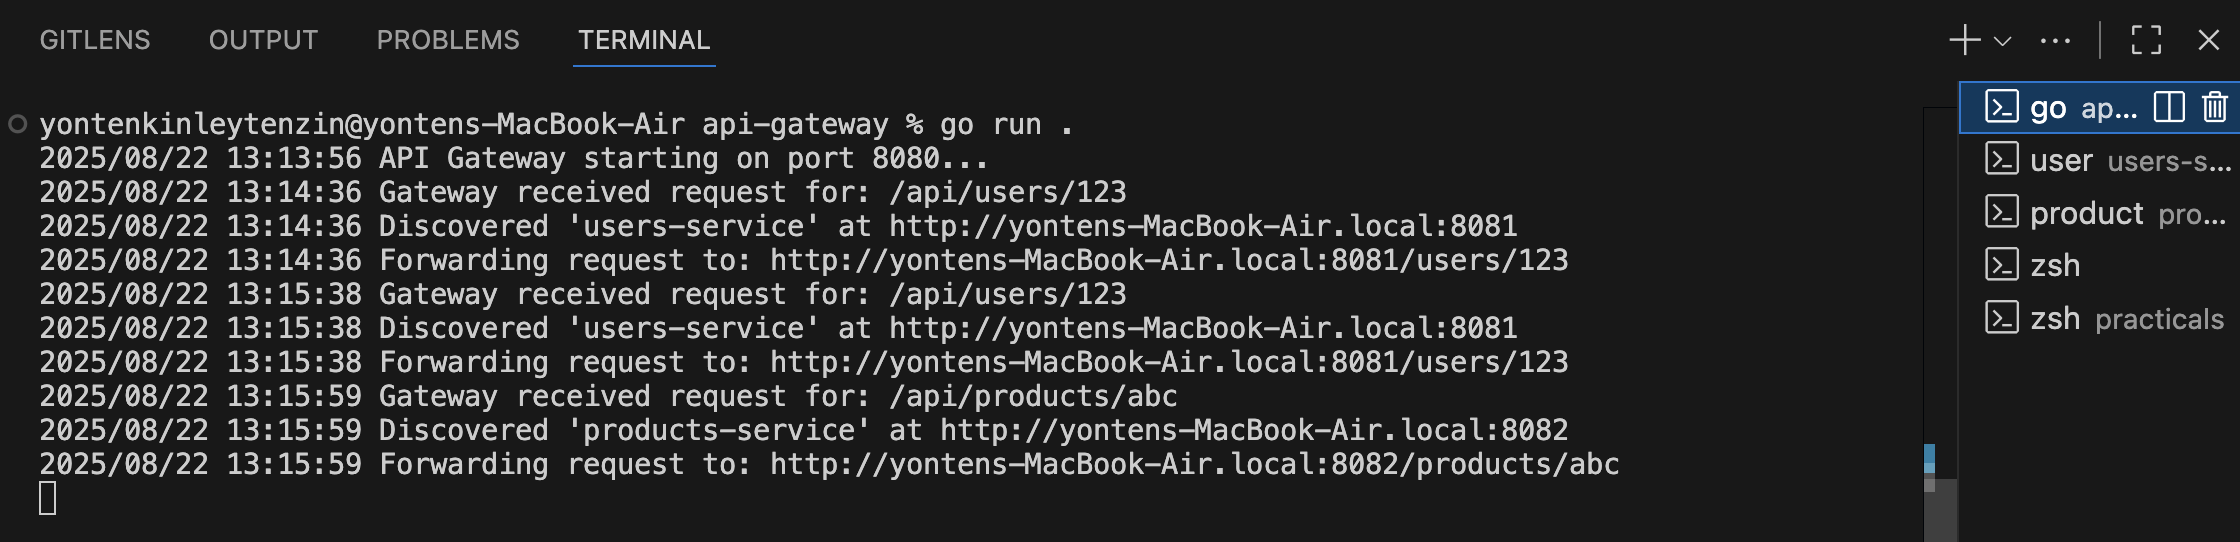 GITLENS OUTPUT PROBLEMS TERMINAL
yontenkinleytenzin@yontens-MacBook-Air api-gateway % go run .
2025/08/22 13:13:56 API Gateway starting on port 8080...
2025/08/22 13:14:36 Gateway received request for: /api/users/123
2025/08/22 13:14:36 Discovered 'users-service' at http://yontens-MacBook-Air.local:8081
2025/08/22 13:14:36 Forwarding request to: http://yontens-MacBook-Air.local:8081/users/123
2025/08/22 13:15:38 Gateway received request for: /api/users/123
2025/08/22 13:15:38 Discovered 'users-service' at http://yontens-MacBook-Air.local:8081
2025/08/22 13:15:38 Forwarding request to: http://yontens-MacBook-Air.local:8081/users/123
2025/08/22 13:15:59 Gateway received request for: /api/products/abc
2025/08/22 13:15:59 Discovered 'products-service' at http://yontens-MacBook-Air.local:8082
2025/08/22 13:15:59 Forwarding request to: http://yontens-MacBook-Air.local:8082/products/abc
go ap...
user users-s...
product pro...
zsh
zsh practicals